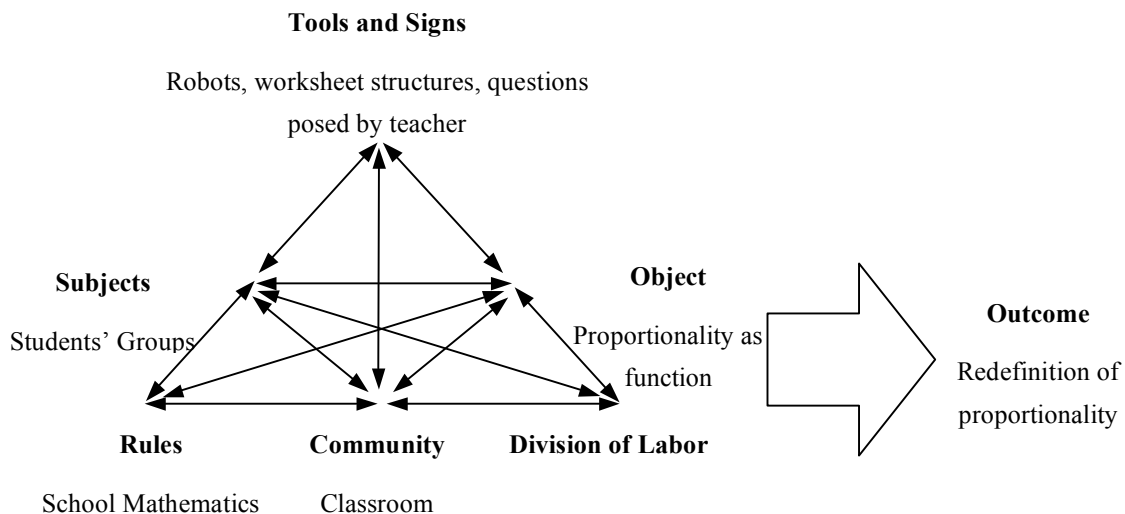 Tools and Signs
Robots, worksheet structures, questions
posed by teacher
Subjects
Students’ Groups
Object
Proportionality as
function
Outcome
Redefinition of
proportionality
Rules
Community
Division of Labor
School Mathematics
Classroom